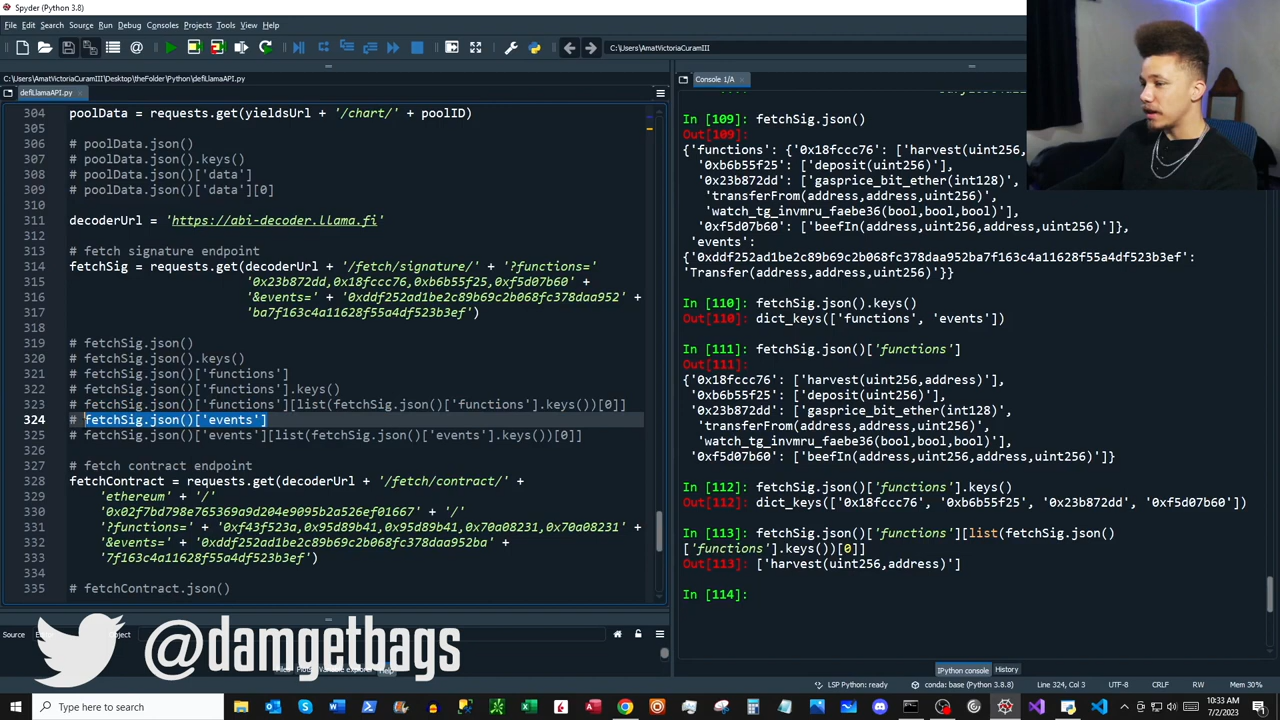 Spyder (Python 3.8)
File Edit Search Source Run Debug Consoles Projects Tools View Help
C:\Users\AmatVictoriaCuramIII
C:\Users\AmatVictoriaCuramIII\Desktop\theFolder\Python\defiLlamaAPI.py
defiLlamaAPI.py
304 poolData = requests.get(yieldsUrl + '/chart/' + poolID)
305
306 # poolData.json()
307 # poolData.json().keys()
308 # poolData.json()['data']
309 # poolData.json()['data'][0]
310
311 decoderUrl = 'https://abi-decoder.llama.fi'
312
313 # fetch signature endpoint
314 fetchSig = requests.get(decoderUrl + '/fetch/signature/' + '?functions='
315 '0x23b872dd,0x18fccc76,0xb6b55f25,0xf5d07b60' +
316 '&events=' + '0xddf252ad1be2c89b69c2b068fc378daa952' +
317 'ba7f163c4a11628f55a4df523b3ef')
318
319 # fetchSig.json()
320 # fetchSig.json().keys()
321 # fetchSig.json()['functions']
322 # fetchSig.json()['functions'].keys()
323 # fetchSig.json()['functions'][list(fetchSig.json()['functions'].keys())[0]]
324 # fetchSig.json()['events']
325 # fetchSig.json()['events'][list(fetchSig.json()['events'].keys())[0]]
326
327 # fetch contract endpoint
328 fetchContract = requests.get(decoderUrl + '/fetch/contract/' +
329 'ethereum' + '/'
330 '0x02f7bd798e765369a9d204e9095b2a526ef01667' + '/'
331 '?functions=' + '0xf43f523a,0x95d89b41,0x95d89b41,0x70a08231,0x70a08231' +
332 '&events=' + '0xddf252ad1be2c89b69c2b068fc378daa952ba' +
333 '7f163c4a11628f55a4df523b3ef')
334
335 # fetchContract.json()
Source
Object
Help
@damgetbags
Console 1/A
In [109]: fetchSig.json()
Out[109]:
{'functions': {'0x18fccc76': ['harvest(uint256,
'0xb6b55f25': ['deposit(uint256)'],
'0x23b872dd': ['gasprice_bit_ether(int128)',
'transferFrom(address,address,uint256)',
'watch_tg_invmru_faebe36(bool,bool,bool)'],
'0xf5d07b60': ['beefIn(address,uint256,address,uint256)']},
'events':
{'0xddf252ad1be2c89b69c2b068fc378daa952ba7f163c4a11628f55a4df523b3ef':
'Transfer(address,address,uint256)'}}
In [110]: fetchSig.json().keys()
Out[110]: dict_keys(['functions', 'events'])
In [111]: fetchSig.json()['functions']
Out[111]:
{'0x18fccc76': ['harvest(uint256,address)'],
'0xb6b55f25': ['deposit(uint256)'],
'0x23b872dd': ['gasprice_bit_ether(int128)',
'transferFrom(address,address,uint256)',
'watch_tg_invmru_faebe36(bool,bool,bool)'],
'0xf5d07b60': ['beefIn(address,uint256,address,uint256)']}
In [112]: fetchSig.json()['functions'].keys()
Out[112]: dict_keys(['0x18fccc76', '0xb6b55f25', '0x23b872dd', '0xf5d07b60'])
In [113]: fetchSig.json()['functions'][list(fetchSig.json()
['functions'].keys())[0]]
Out[113]: ['harvest(uint256,address)']
In [114]:
IPython console History
LSP Python: ready conda: base (Python 3.8.8) Line 324, Col 3 UTF-8 CRLF RW Mem 30%
Type here to search
10:33 AM
7/2/2023